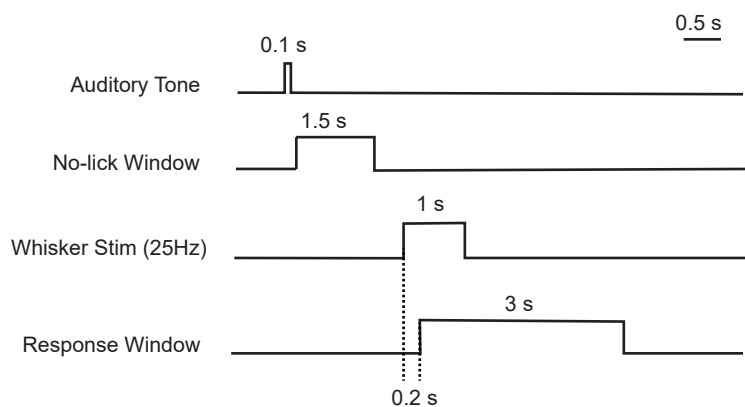 0.5 s
0.1 s
Auditory Tone
1.5 s
No-lick Window
1 s
Whisker Stim (25Hz)
3 s
Response Window
0.2 s